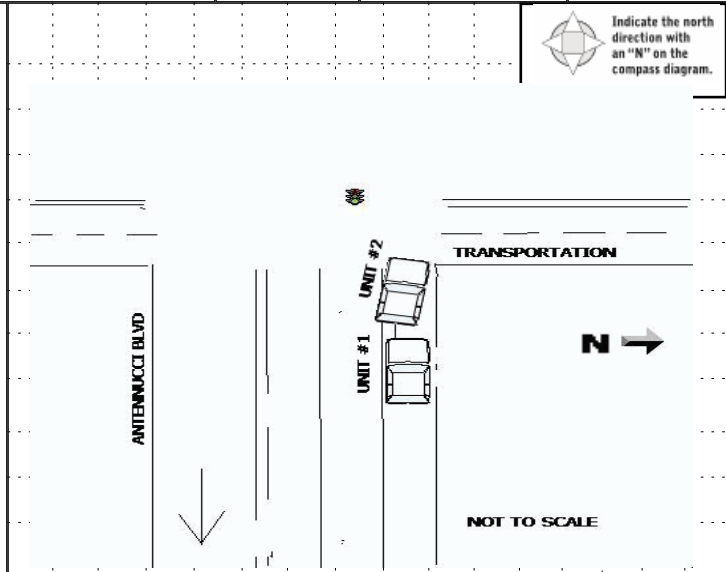 Indicate the north
direction with
an "N" on the
compass diagram.
UNIT #2
TRANSPORTATION
UNIT #1
ANTENNUCCI BLVD
N
NOT TO SCALE